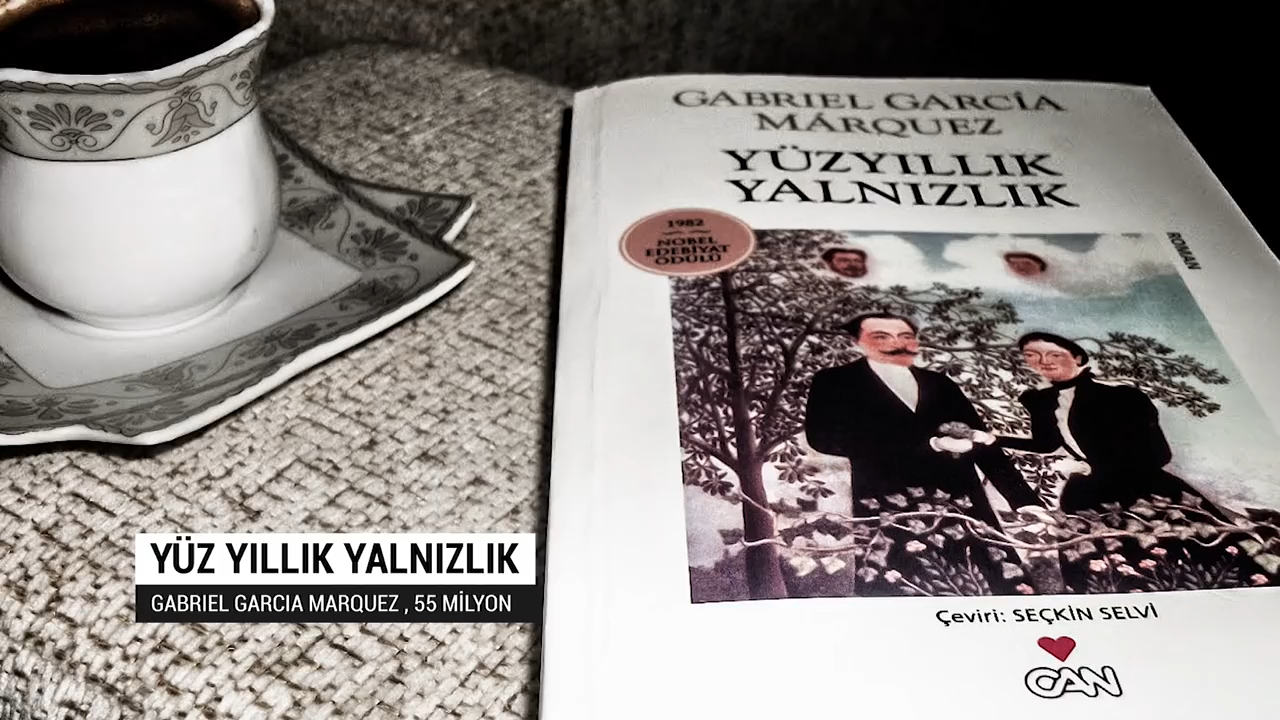 GABRIEL GARCİA
MÁRQUEZ
YÜZYILLIK
YALNIZLIK
1982
NOBEL
EDEBİYAT
ÖDÜLÜ
ROMAN
YÜZ YILLIK YALNIZLIK
GABRIEL GARCIA MARQUEZ , 55 MİLYON
Çeviri: SEÇKİN SELVİ
CAN